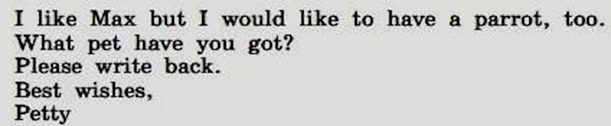 I like Max but I would like to have a parrot, too.
What pet have you got?
Please write back.
Best wishes,
Petty